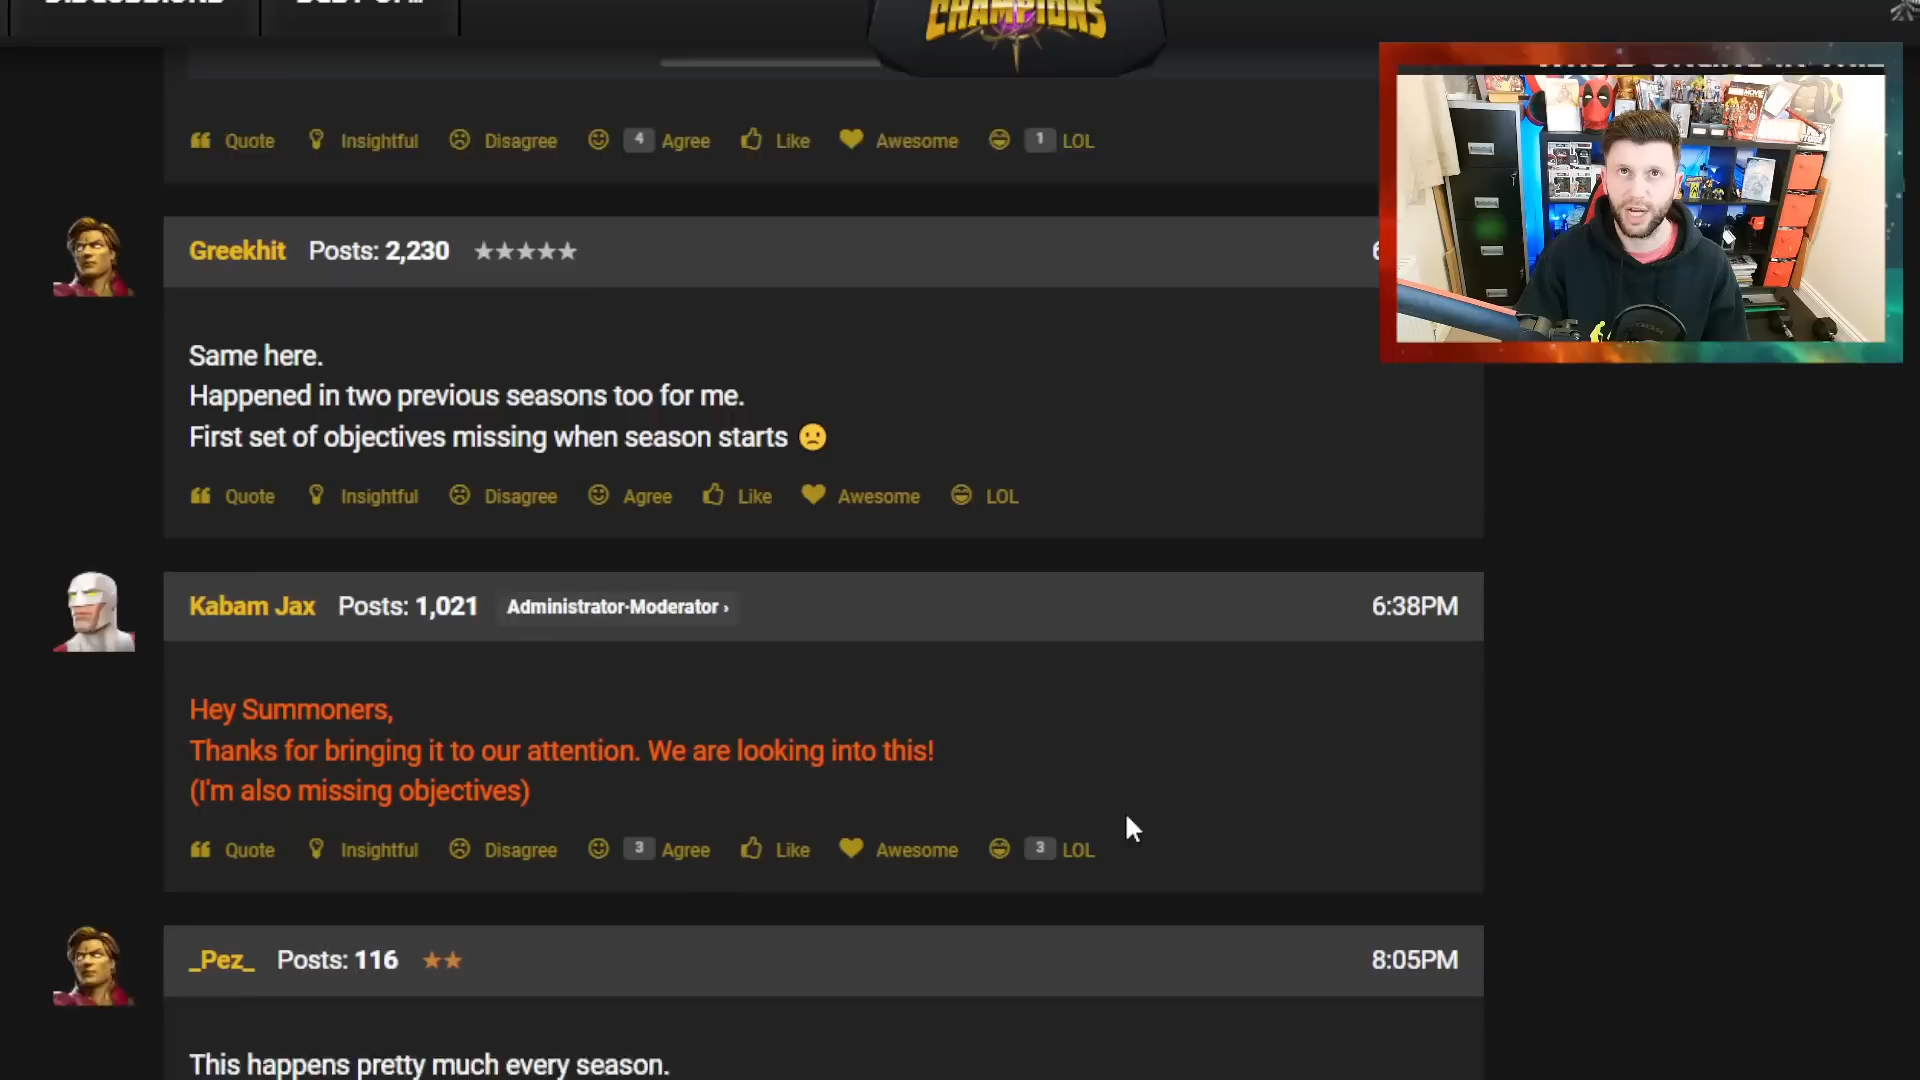 CHAMPIONS
Quote Insightful Disagree 4 Agree Like Awesome 1 LOL
Greekhit Posts: 2,230 ★★★★★
Same here.
Happened in two previous seasons too for me.
First set of objectives missing when season starts 🙁
Quote Insightful Disagree Agree Like Awesome LOL
Kabam Jax Posts: 1,021 Administrator·Moderator › 6:38PM
Hey Summoners,
Thanks for bringing it to our attention. We are looking into this!
(I'm also missing objectives)
Quote Insightful Disagree 3 Agree Like Awesome 3 LOL
_Pez_ Posts: 116 ★★ 8:05PM
This happens pretty much every season.